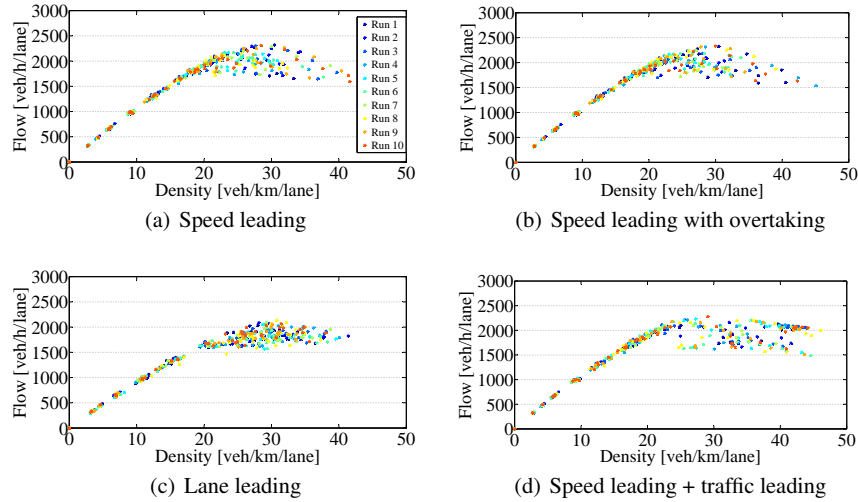 3000
2500
2000
1500
1000
500
0
Flow [veh/h/lane]
0 10 20 30 40 50
Density [veh/km/lane]
Run 1
Run 2
Run 3
Run 4
Run 5
Run 6
Run 7
Run 8
Run 9
Run 10
(a) Speed leading
3000
2500
2000
1500
1000
500
0
Flow [veh/h/lane]
0 10 20 30 40 50
Density [veh/km/lane]
(b) Speed leading with overtaking
3000
2500
2000
1500
1000
500
0
Flow [veh/h/lane]
0 10 20 30 40 50
Density [veh/km/lane]
(c) Lane leading
3000
2500
2000
1500
1000
500
0
Flow [veh/h/lane]
0 10 20 30 40 50
Density [veh/km/lane]
(d) Speed leading + traffic leading